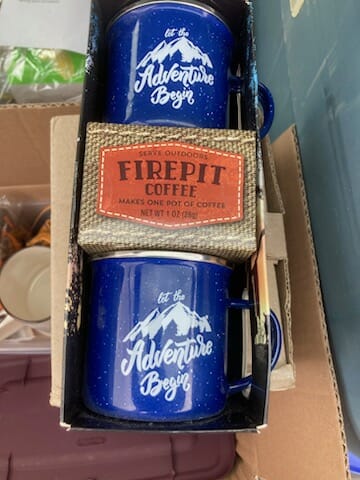 let the
Adventure
Begin
SERVE OUTDOORS
FIREPIT
COFFEE
MAKES ONE POT OF COFFEE
NET WT 1 OZ (28g)
let the
Adventure
Begin